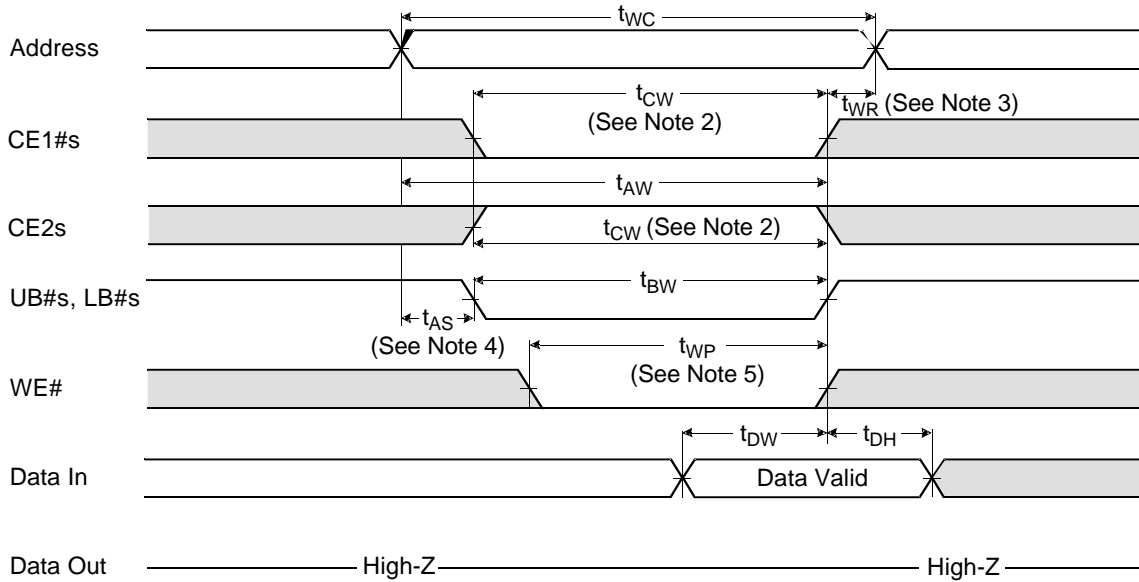 tWC
Address
tCW
(See Note 2)
tWR (See Note 3)
CE1#s
tAW
CE2s
tCW (See Note 2)
tBW
UB#s, LB#s
tAS
(See Note 4)
tWP
(See Note 5)
WE#
tDW
tDH
Data In
Data Valid
Data Out
High-Z
High-Z